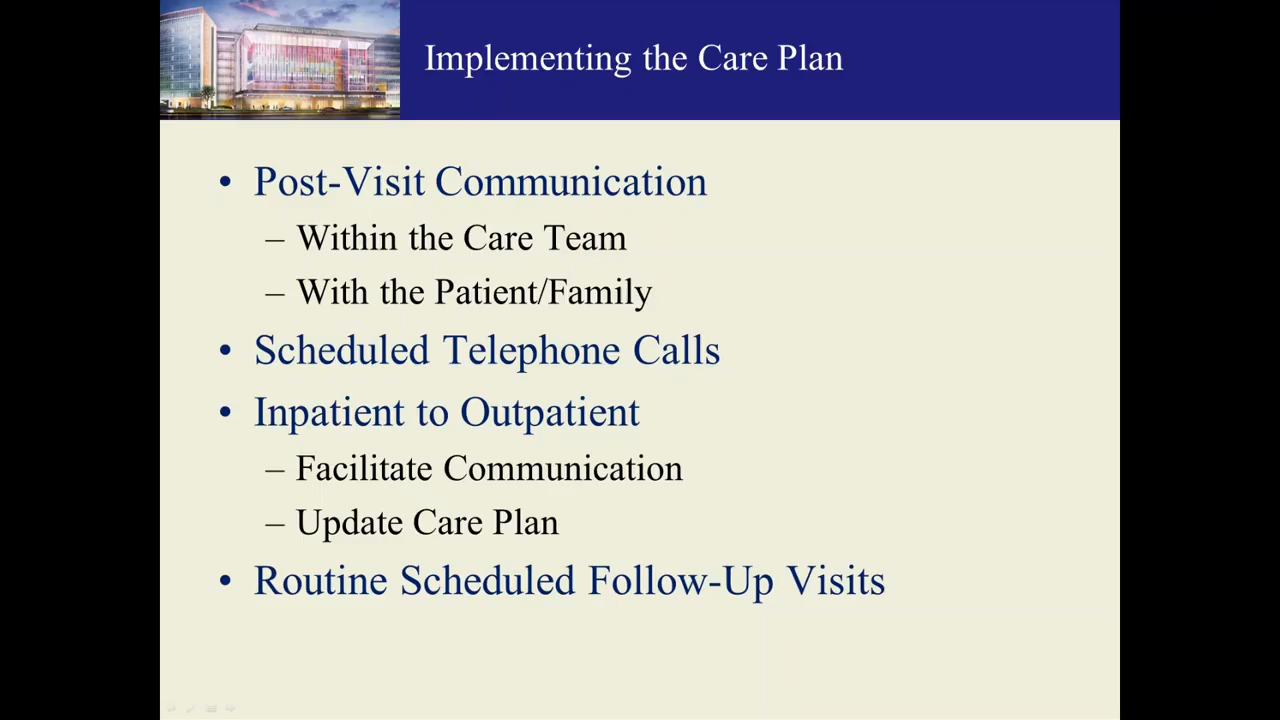 Implementing the Care Plan
• Post-Visit Communication
– Within the Care Team
– With the Patient/Family
• Scheduled Telephone Calls
• Inpatient to Outpatient
– Facilitate Communication
– Update Care Plan
• Routine Scheduled Follow-Up Visits